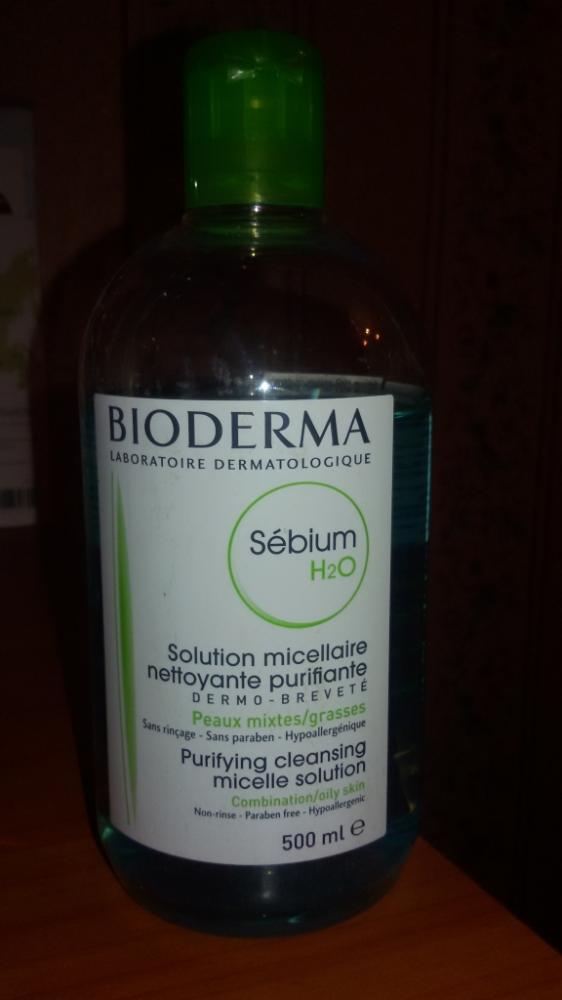 BIODERMA
LABORATOIRE DERMATOLOGIQUE
Sébium
H2O
Solution micellaire
nettoyante purifiante
DERMO-BREVETÉ
Peaux mixtes/grasses
Sans rinçage - Sans paraben - Hypoallergénique
Purifying cleansing
micelle solution
Combination/oily skin
Non-rinse - Paraben free - Hypoallergenic
500 ml e